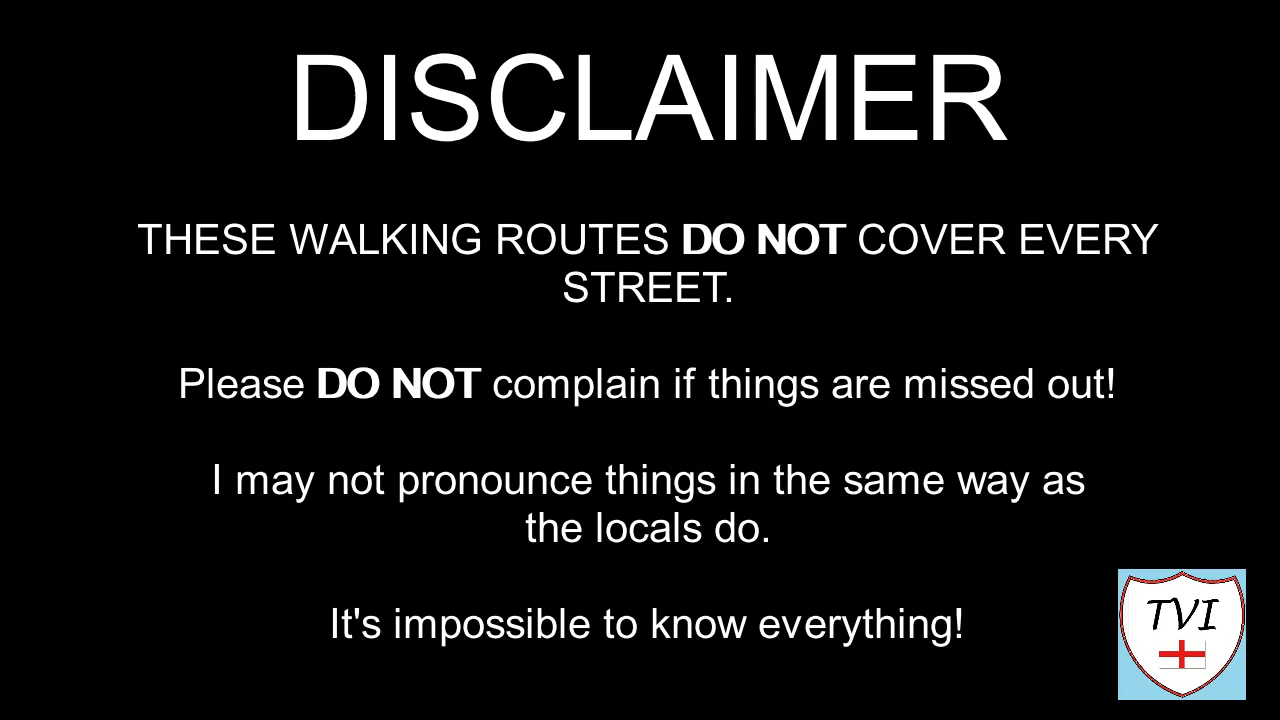 DISCLAIMER
THESE WALKING ROUTES DO NOT COVER EVERY
STREET.
Please DO NOT complain if things are missed out!
I may not pronounce things in the same way as
the locals do.
It's impossible to know everything!
TVI